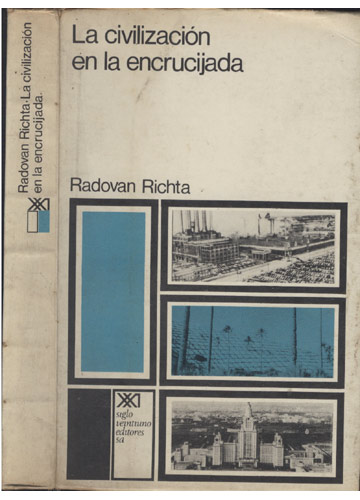 Radovan Richta-La civilización
en la encrucijada.
La civilización
en la encrucijada
Radovan Richta
siglo
veintiuno
editores
sa